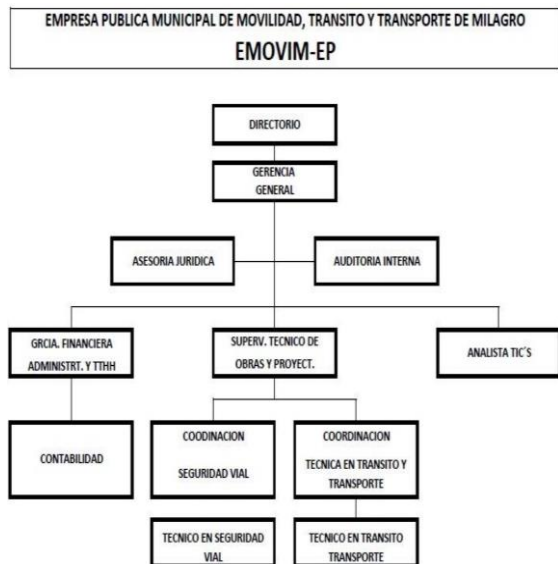 EMPRESA PUBLICA MUNICIPAL DE MOVILIDAD, TRANSITO Y TRANSPORTE DE MILAGRO
EMOVIM-EP
DIRECTORIO
GERENCIA
GENERAL
ASESORIA JURIDICA
AUDITORIA INTERNA
GRCIA. FINANCIERA
ADMINISTRT. Y TTHH
SUPERV. TECNICO DE
OBRAS Y PROYECT.
ANALISTA TIC´S
CONTABILIDAD
COODINACION
SEGURIDAD VIAL
COORDINACION
TECNICA EN TRANSITO Y
TRANSPORTE
TECNICO EN SEGURIDAD
VIAL
TECNICO EN TRANSITO
TRANSPORTE